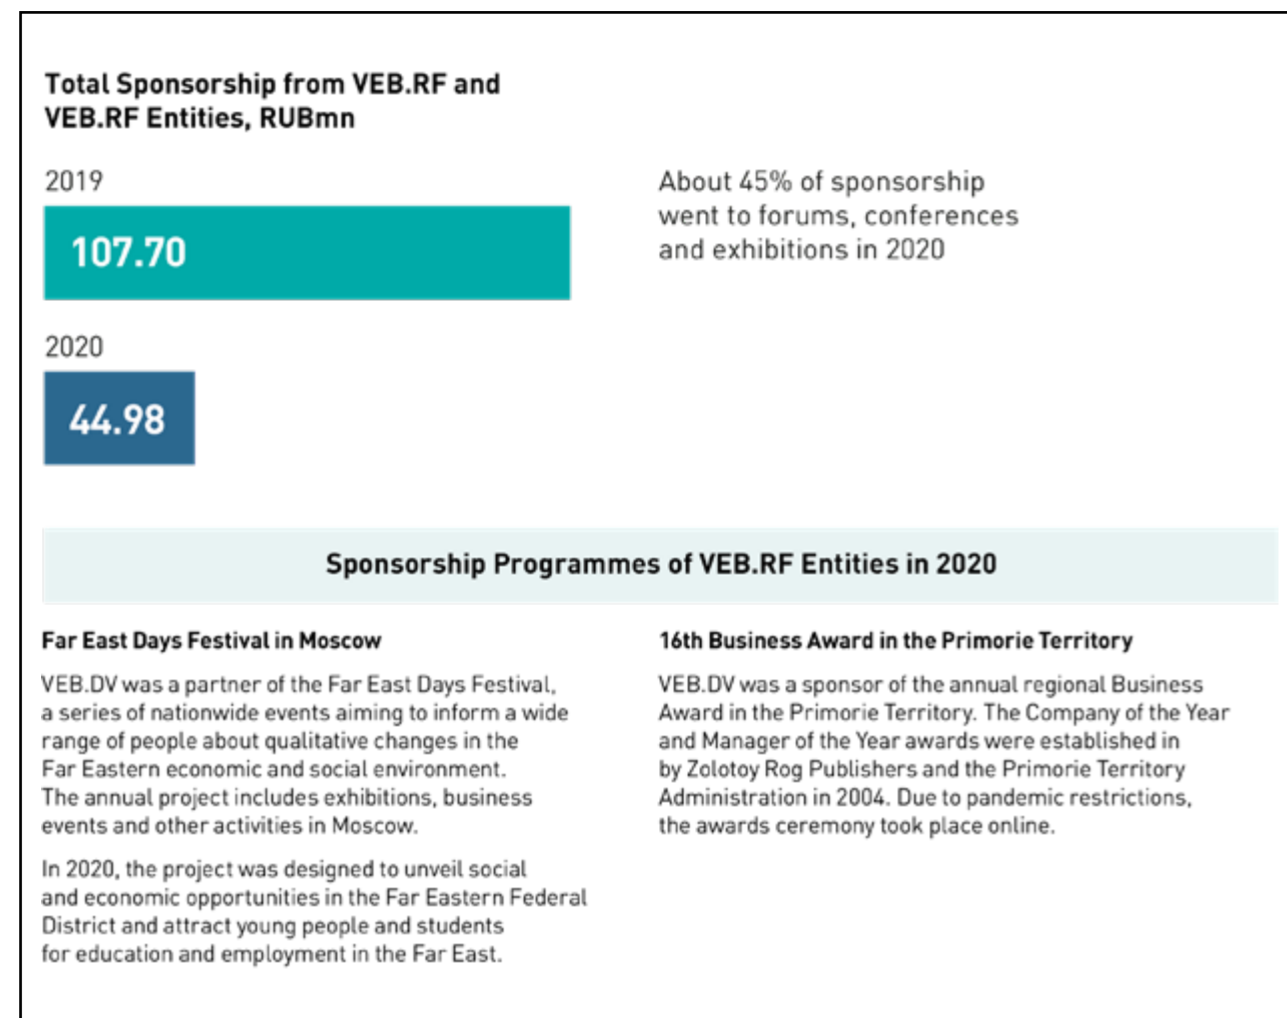 Total Sponsorship from VEB.RF and
VEB.RF Entities, RUBmn
2019
107.70
About 45% of sponsorship
went to forums, conferences
and exhibitions in 2020
2020
44.98
Sponsorship Programmes of VEB.RF Entities in 2020
Far East Days Festival in Moscow
VEB.DV was a partner of the Far East Days Festival,
a series of nationwide events aiming to inform a wide
range of people about qualitative changes in the
Far Eastern economic and social environment.
The annual project includes exhibitions, business
events and other activities in Moscow.
In 2020, the project was designed to unveil social
and economic opportunities in the Far Eastern Federal
District and attract young people and students
for education and employment in the Far East.
16th Business Award in the Primorie Territory
VEB.DV was a sponsor of the annual regional Business
Award in the Primorie Territory. The Company of the Year
and Manager of the Year awards were established in
by Zolotoy Rog Publishers and the Primorie Territory
Administration in 2004. Due to pandemic restrictions,
the awards ceremony took place online.